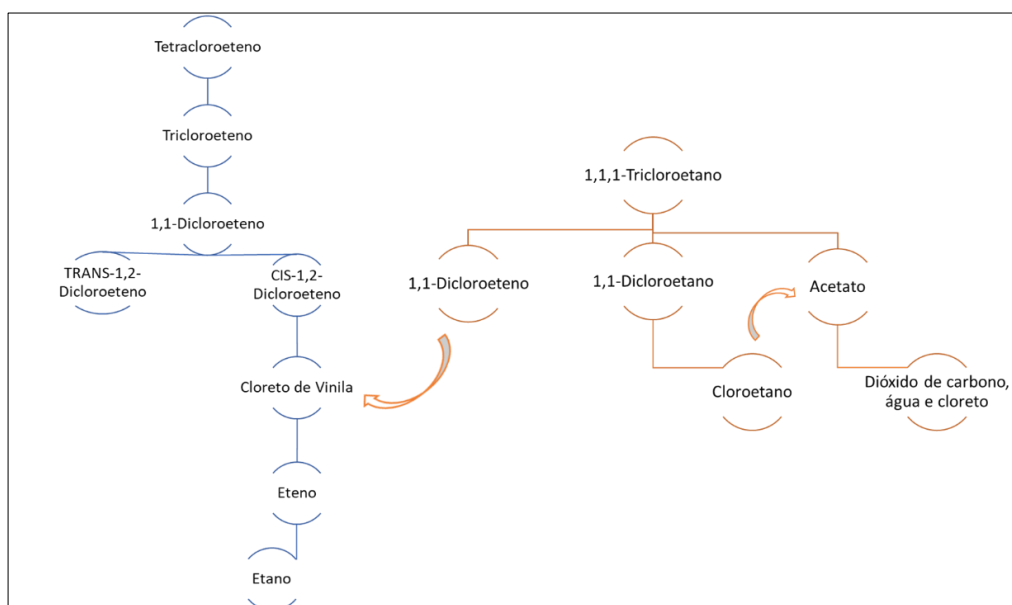 Tetracloroeteno
Tricloroeteno
1,1-Dicloroeteno
TRANS-1,2-
Dicloroeteno
CIS-1,2-
Dicloroeteno
Cloreto de Vinila
Eteno
Etano
1,1,1-Tricloroetano
1,1-Dicloroeteno
1,1-Dicloroetano
Acetato
Cloroetano
Dióxido de carbono,
água e cloreto